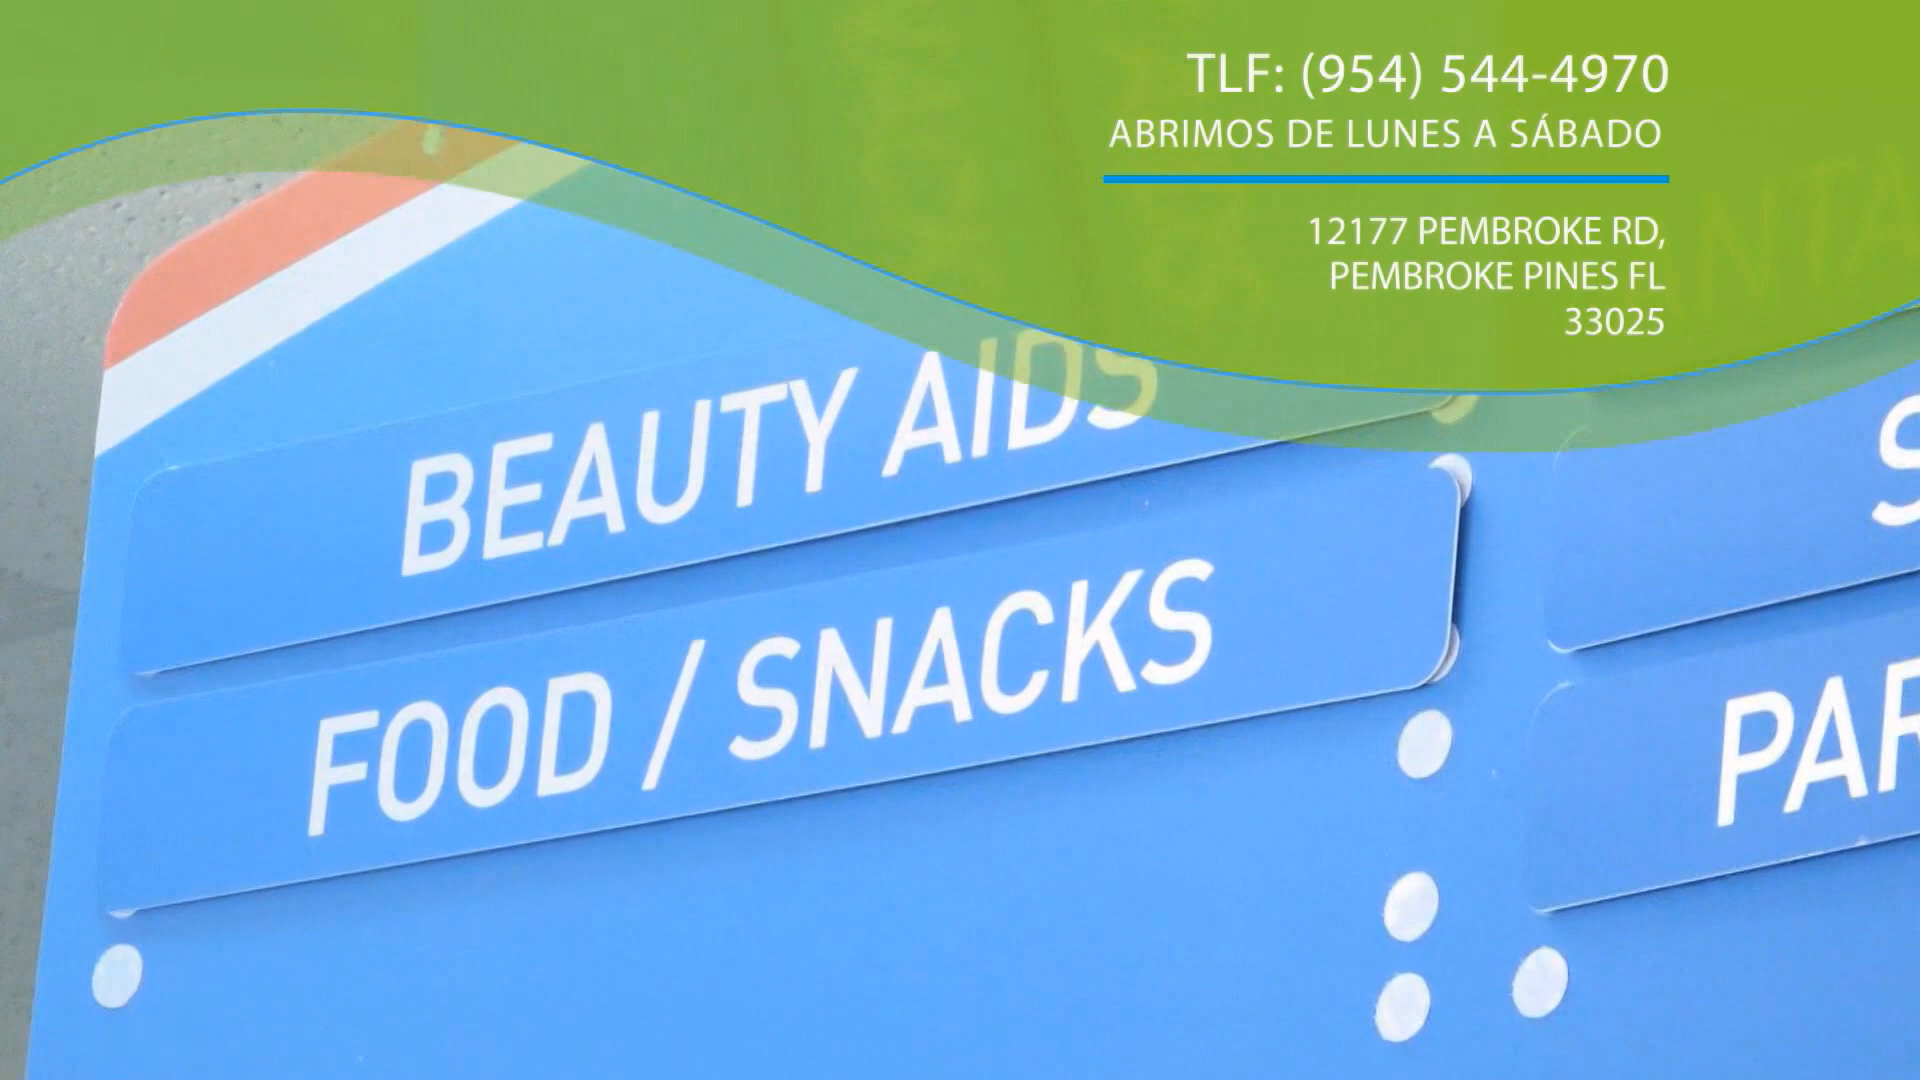 TLF: (954) 544-4970
ABRIMOS DE LUNES A SÁBADO
12177 PEMBROKE RD,
PEMBROKE PINES FL
33025
BEAUTY AIDS
FOOD / SNACKS